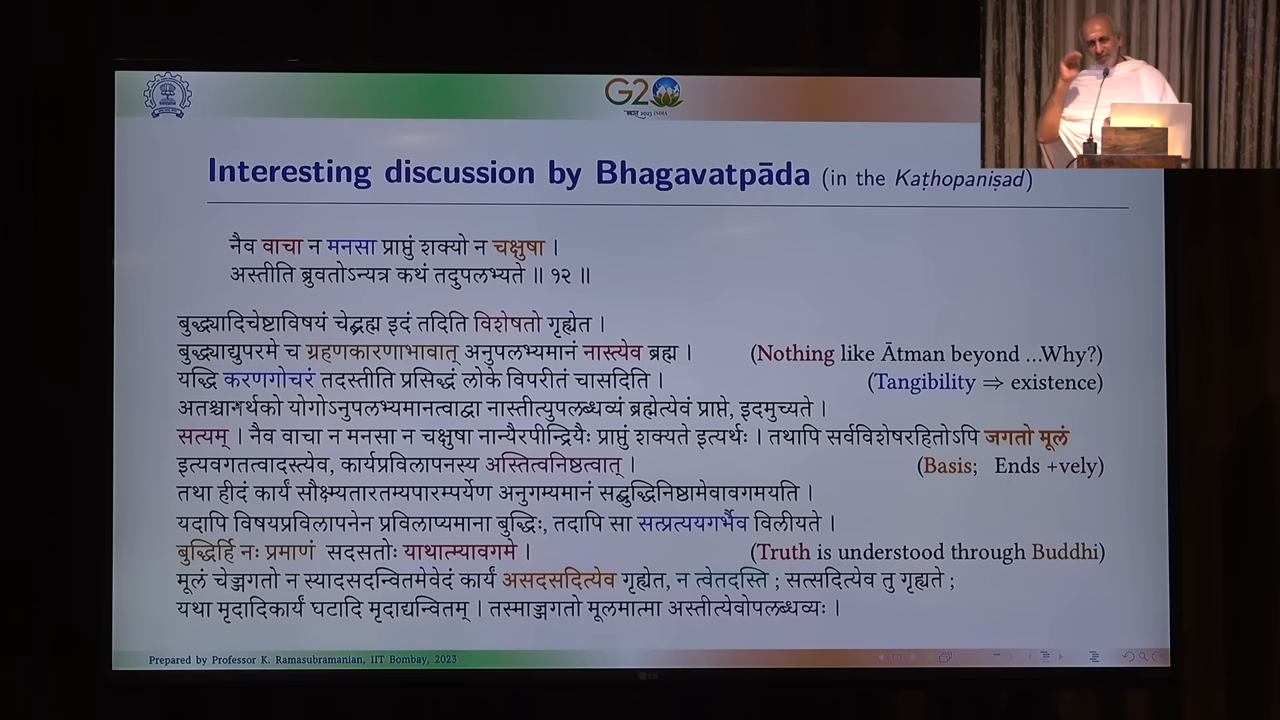 G20
Interesting discussion by Bhagavatpāda (in the Kaṭhopaniṣad)
नैव वाचा न मनसा प्राप्तुं शक्यो न चक्षुषा ।
अस्तीति ब्रुवतोऽन्यत्र कथं तदुपलभ्यते ॥ १२ ॥
बुद्ध्यादिचेष्टाविषयं चेद्ब्रह्म इदं तदिति विशेषतो गृह्येत ।
बुद्ध्याद्युपरमे च ग्रहणकारणाभावात् अनुपलभ्यमानं नास्त्येव ब्रह्म । (Nothing like Ātman beyond ...Why?)
यद्धि करणगोचरं तदस्तीति प्रसिद्धं लोके विपरीतं चासदिति । (Tangibility ⇒ existence)
अतश्चानर्थको योगोऽनुपलभ्यमानत्वाद्वा नास्तीत्युपलब्धव्यं ब्रह्मेत्येवं प्राप्ते, इदमुच्यते ।
सत्यम् । नैव वाचा न मनसा न चक्षुषा नान्यैरपीन्द्रियैः प्राप्तुं शक्यते इत्यर्थः । तथापि सर्वविशेषरहितोऽपि जगतो मूलं
इत्यवगतत्वादस्त्येव, कार्यप्रविलापनस्य अस्तित्वनिष्ठत्वात् । (Basis; Ends +vely)
तथा हीदं कार्यं सौक्ष्म्यतारतम्यपारम्पर्येण अनुगम्यमानं सद्बुद्धिनिष्ठामेवावगमयति ।
यदापि विषयप्रविलापनेन प्रविलाप्यमाना बुद्धिः, तदापि सा सत्प्रत्ययगर्भैव विलीयते ।
बुद्धिर्हि नः प्रमाणं सदसतोः याथात्म्यावगमे । (Truth is understood through Buddhi)
मूलं चेज्जगतो न स्यादसदन्वितमेवेदं कार्यं असदसदित्येव गृह्येत, न त्वेतदस्ति ; सत्सदित्येव तु गृह्यते ;
यथा मृदादिकार्यं घटादि मृदाद्यन्वितम् । तस्माज्जगतो मूलमात्मा अस्तीत्येवोपलब्धव्यः ।
Prepared by Professor K. Ramasubramanian, IIT Bombay, 2023
LG